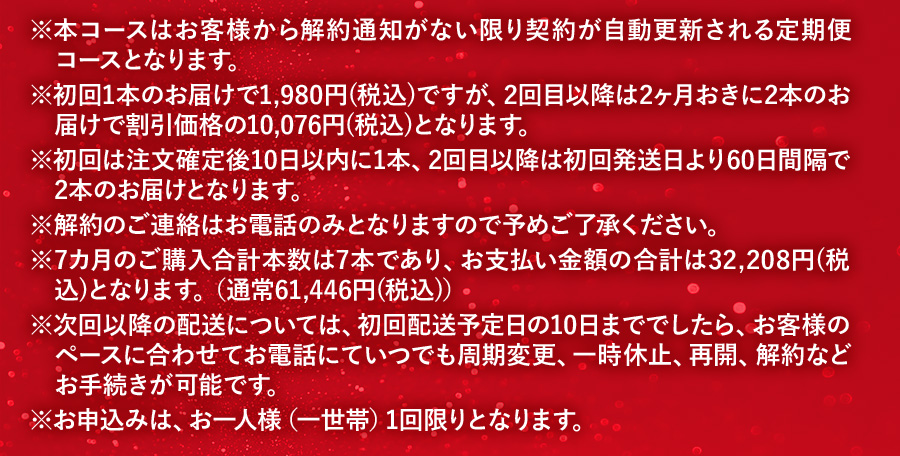 ※本コースはお客様から解約通知がない限り契約が自動更新される定期便
コースとなります。
※初回1本のお届けで1,980円(税込)ですが、2回目以降は2ヶ月おきに2本のお
届けで割引価格の10,076円(税込)となります。
※初回は注文確定後10日以内に1本、2回目以降は初回発送日より60日間隔で
2本のお届けとなります。
※解約のご連絡はお電話のみとなりますので予めご了承ください。
※7カ月のご購入合計本数は7本であり、お支払い金額の合計は32,208円(税
込)となります。（通常61,446円(税込)）
※次回以降の配送については、初回配送予定日の10日まででしたら、お客様の
ペースに合わせてお電話にていつでも周期変更、一時休止、再開、解約など
お手続きが可能です。
※お申込みは、お一人様（一世帯）1回限りとなります。